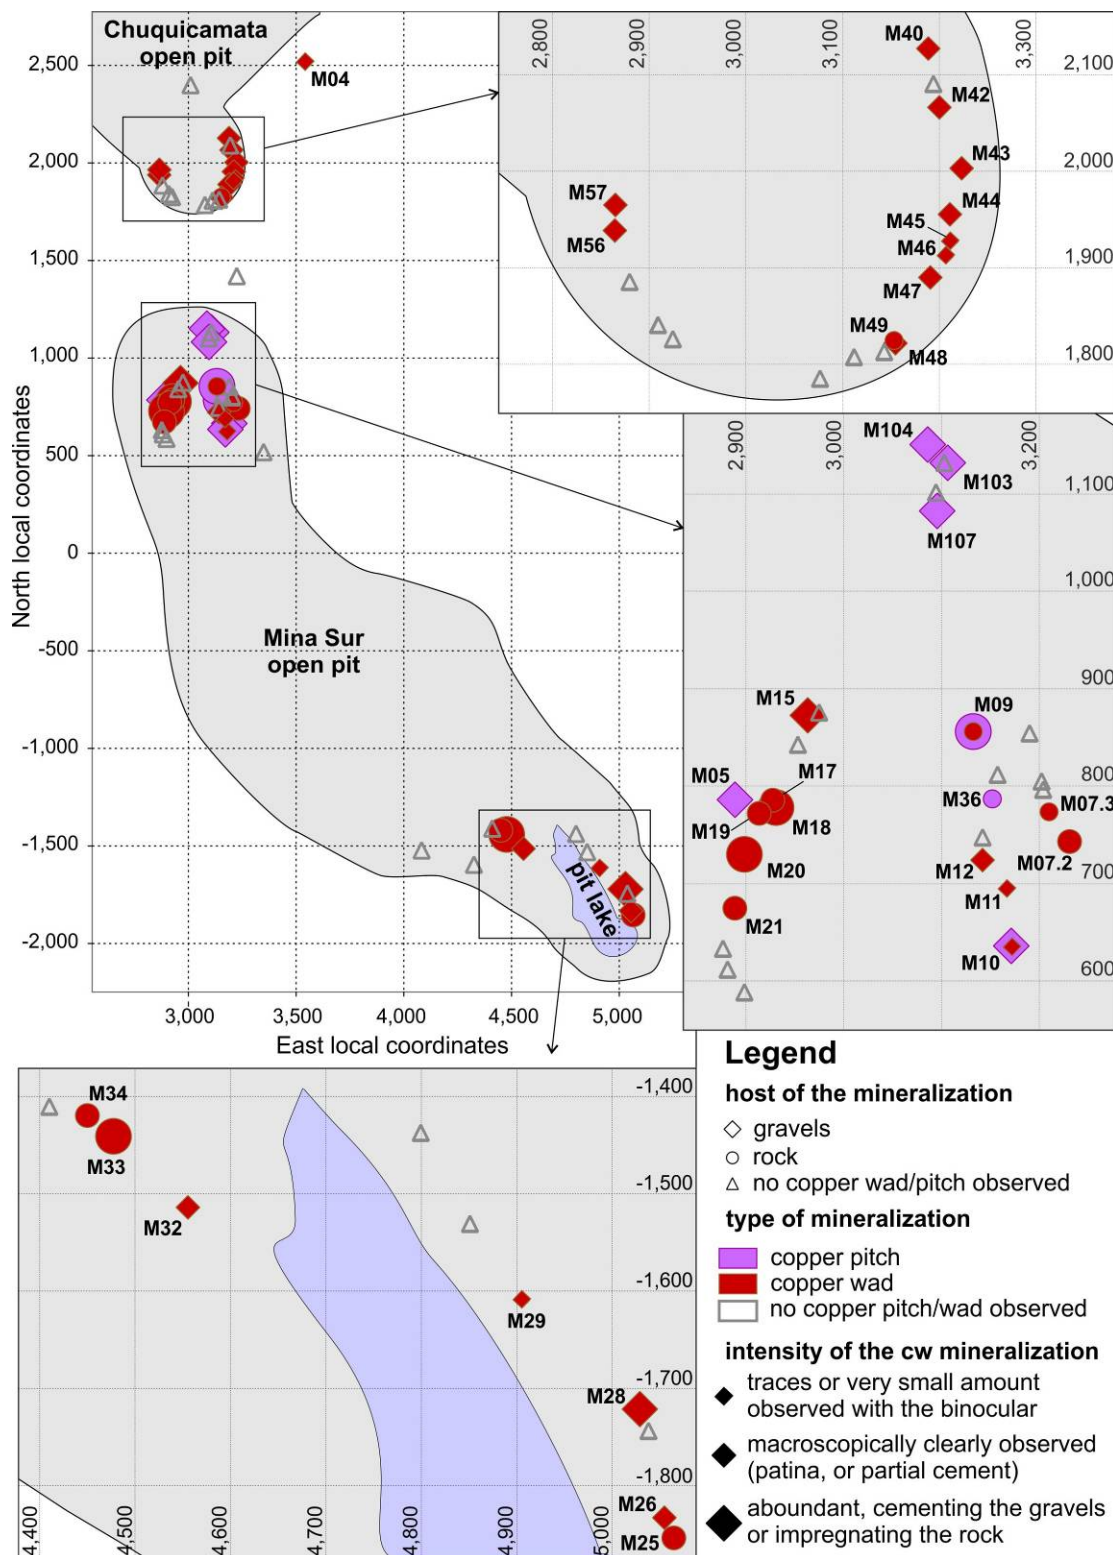 Chuquicamata
open pit
M04
2,500
2,000
1,500
1,000
500
0
-500
-1,000
-1,500
-2,000
North local coordinates
Mina Sur
open pit
pit lake
3,000
3,500
4,000
4,500
5,000
East local coordinates
2,800
2,900
3,000
3,100
3,300
2,100
2,000
1,900
1,800
M40
M42
M43
M44
M45
M46
M47
M49
M48
M57
M56
2,900
3,000
3,200
1,100
1,000
900
800
700
600
M104
M103
M107
M15
M09
M05
M17
M36
M07.3
M19
M18
M20
M12
M07.2
M11
M21
M10
M34
M33
M32
M29
M28
M26
M25
-1,400
-1,500
-1,600
-1,700
-1,800
4,400
4,500
4,600
4,700
4,800
4,900
5,000
Legend
host of the mineralization
gravels
rock
no copper wad/pitch observed
type of mineralization
copper pitch
copper wad
no copper pitch/wad observed
intensity of the cw mineralization
traces or very small amount
observed with the binocular
macroscopically clearly observed
(patina, or partial cement)
aboundant, cementing the gravels
or impregnating the rock